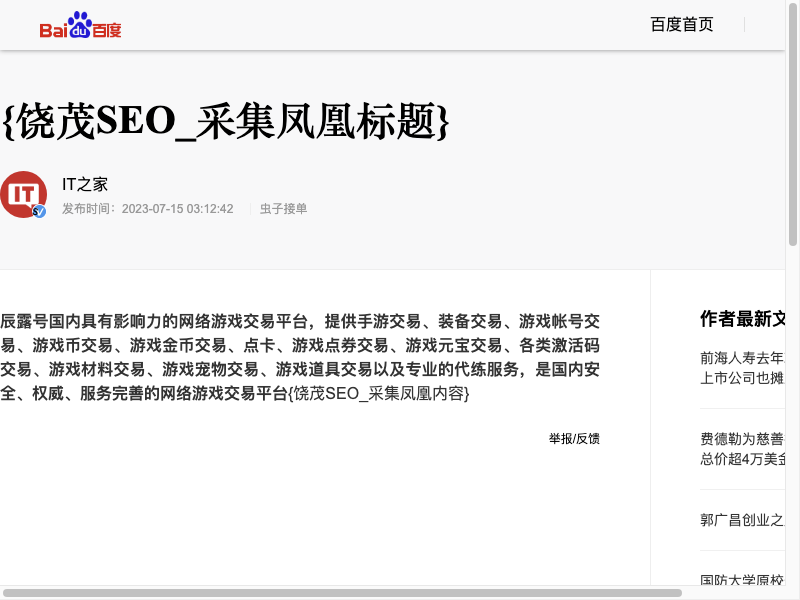 Bai du 百度
百度首页
{饶茂SEO_采集凤凰标题}
IT
IT之家
发布时间：2023-07-15 03:12:42
虫子接单
辰露号国内具有影响力的网络游戏交易平台，提供手游交易、装备交易、游戏帐号交
易、游戏币交易、游戏金币交易、点卡、游戏点券交易、游戏元宝交易、各类激活码
交易、游戏材料交易、游戏宠物交易、游戏道具交易以及专业的代练服务，是国内安
全、权威、服务完善的网络游戏交易平台{饶茂SEO_采集凤凰内容}
举报/反馈
作者最新文
前海人寿去年
上市公司也摊
费德勒为慈善
总价超4万美金
郭广昌创业之
国防大学原校